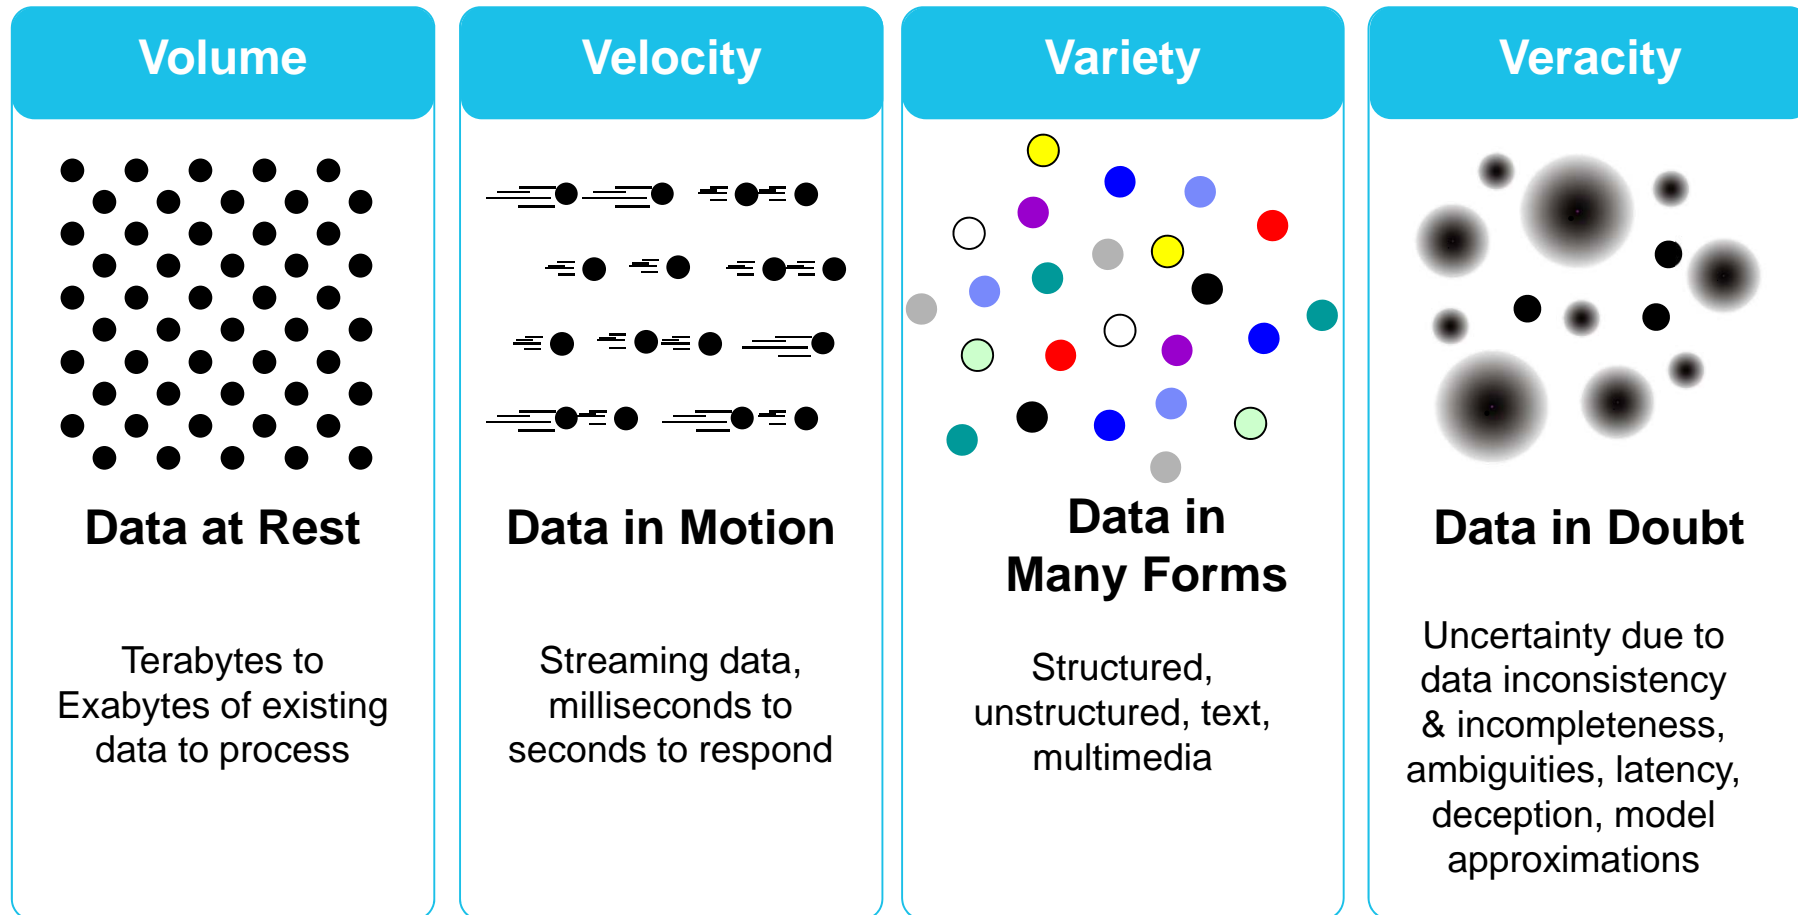 Volume
Data at Rest
Terabytes to
Exabytes of existing
data to process
Velocity
Data in Motion
Streaming data,
milliseconds to
seconds to respond
Variety
Data in
Many Forms
Structured,
unstructured, text,
multimedia
Veracity
Data in Doubt
Uncertainty due to
data inconsistency
& incompleteness,
ambiguities, latency,
deception, model
approximations